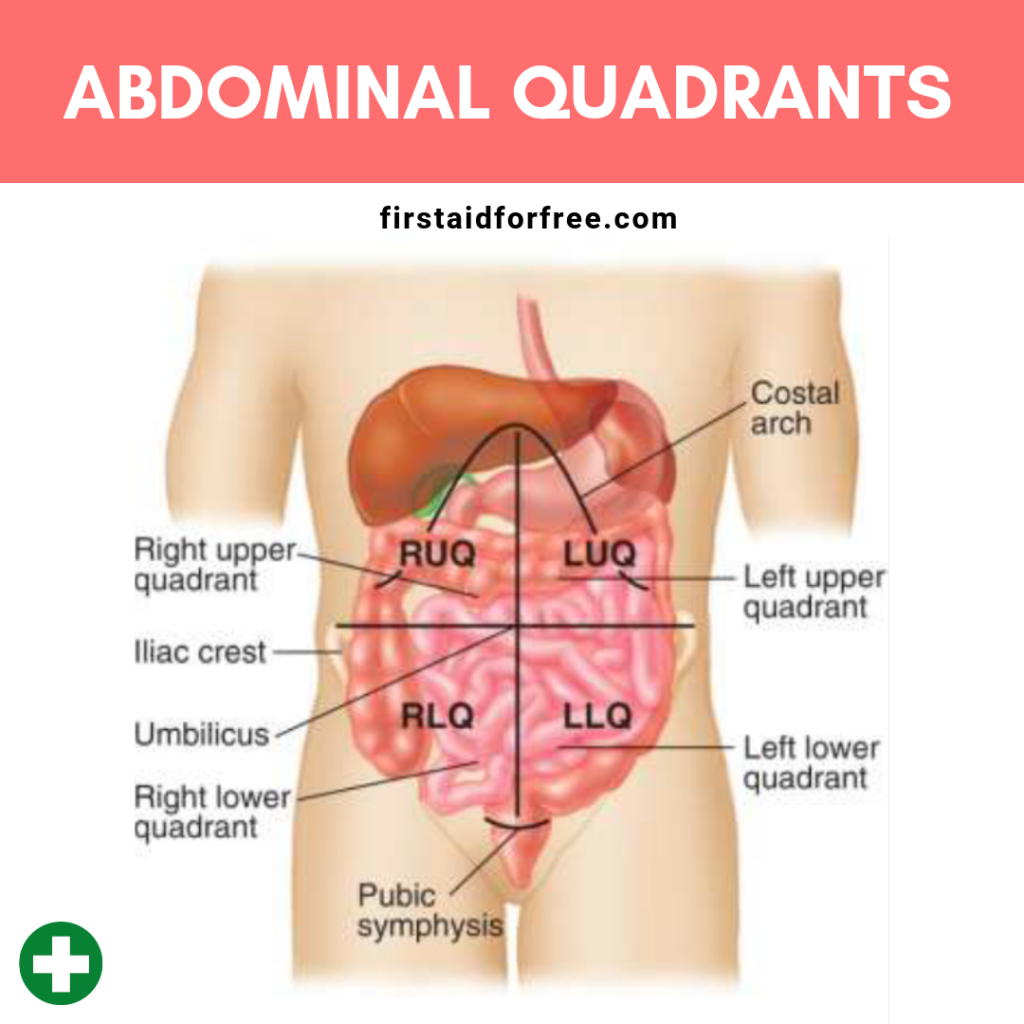 ABDOMINAL QUADRANTS
firstaidforfree.com
Costal
arch
RUQ
LUQ
Right upper
quadrant
Left upper
quadrant
Iliac crest
RLQ
LLQ
Umbilicus
Left lower
quadrant
Right lower
quadrant
Pubic
symphysis